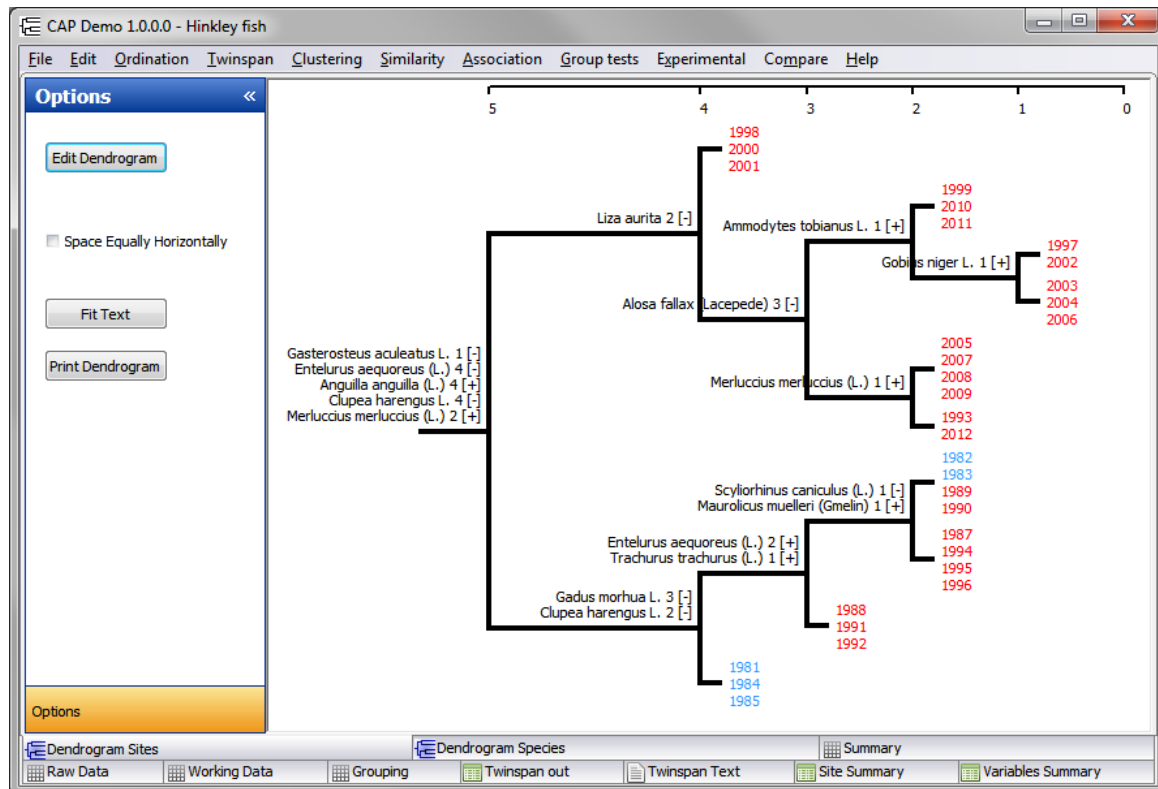 CAP Demo 1.0.0.0 - Hinkley fish
File Edit Ordination Twinspan Clustering Similarity Association Group tests Experimental Compare Help
Options «
Edit Dendrogram
Space Equally Horizontally
Fit Text
Print Dendrogram
Options
5 4 3 2 1 0
1998
2000
2001
Liza aurita 2 [-]
1999
2010
2011
Ammodytes tobianus L. 1 [+]
1997
2002
Gobius niger L. 1 [+]
2003
2004
2006
Alosa fallax (Lacepede) 3 [-]
2005
2007
2008
2009
Merluccius merluccius (L.) 1 [+]
1993
2012
Gasterosteus aculeatus L. 1 [-]
Entelurus aequoreus (L.) 4 [-]
Anguilla anguilla (L.) 4 [+]
Clupea harengus L. 4 [-]
Merluccius merluccius (L.) 2 [+]
1982
1983
1989
1990
Scyliorhinus caniculus (L.) 1 [-]
Maurolicus muelleri (Gmelin) 1 [+]
1987
1994
1995
1996
Entelurus aequoreus (L.) 2 [+]
Trachurus trachurus (L.) 1 [+]
1988
1991
1992
Gadus morhua L. 3 [-]
Clupea harengus L. 2 [-]
1981
1984
1985
Dendrogram Sites Dendrogram Species Summary
Raw Data Working Data Grouping Twinspan out Twinspan Text Site Summary Variables Summary